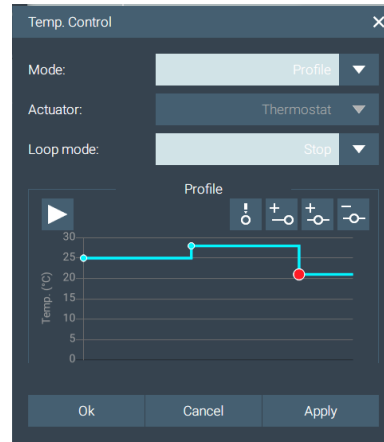 Temp. Control
Mode: Profile
Actuator: Thermostat
Loop mode: Stop
Profile
30
25
20
15
10
5
0
Temp. (°C)
Ok Cancel Apply